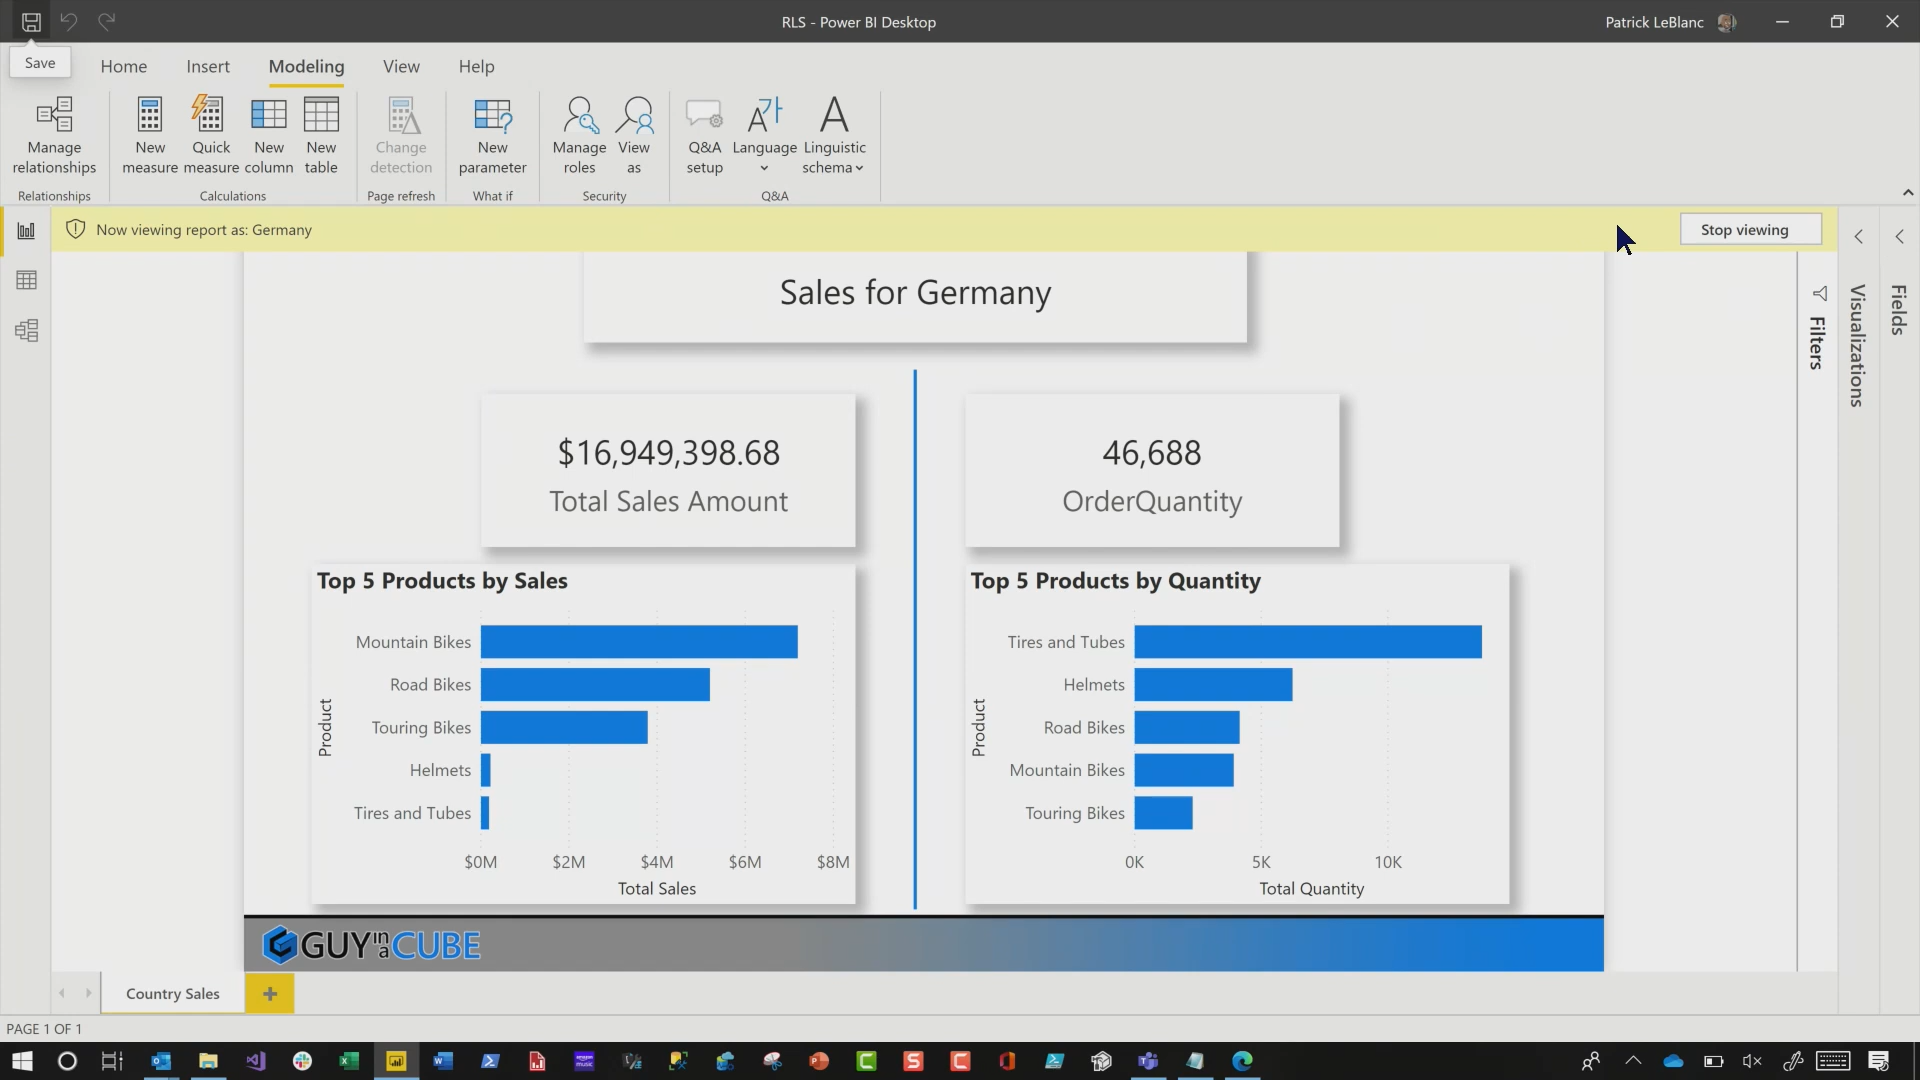 RLS - Power BI Desktop
Patrick LeBlanc
Save
Home
Insert
Modeling
View
Help
Manage relationships
New measure
Quick measure
New column
New table
Change detection
New parameter
Manage roles
View as
Q&A setup
Language
Linguistic schema
Relationships
Calculations
Page refresh
What if
Security
Q&A
Now viewing report as: Germany
Stop viewing
Sales for Germany
$16,949,398.68
Total Sales Amount
46,688
OrderQuantity
Top 5 Products by Sales
Product
Mountain Bikes
Road Bikes
Touring Bikes
Helmets
Tires and Tubes
$0M
$2M
$4M
$6M
$8M
Total Sales
Top 5 Products by Quantity
Product
Tires and Tubes
Helmets
Road Bikes
Mountain Bikes
Touring Bikes
0K
5K
10K
Total Quantity
Filters
Visualizations
Fields
GUY in a CUBE
Country Sales
PAGE 1 OF 1